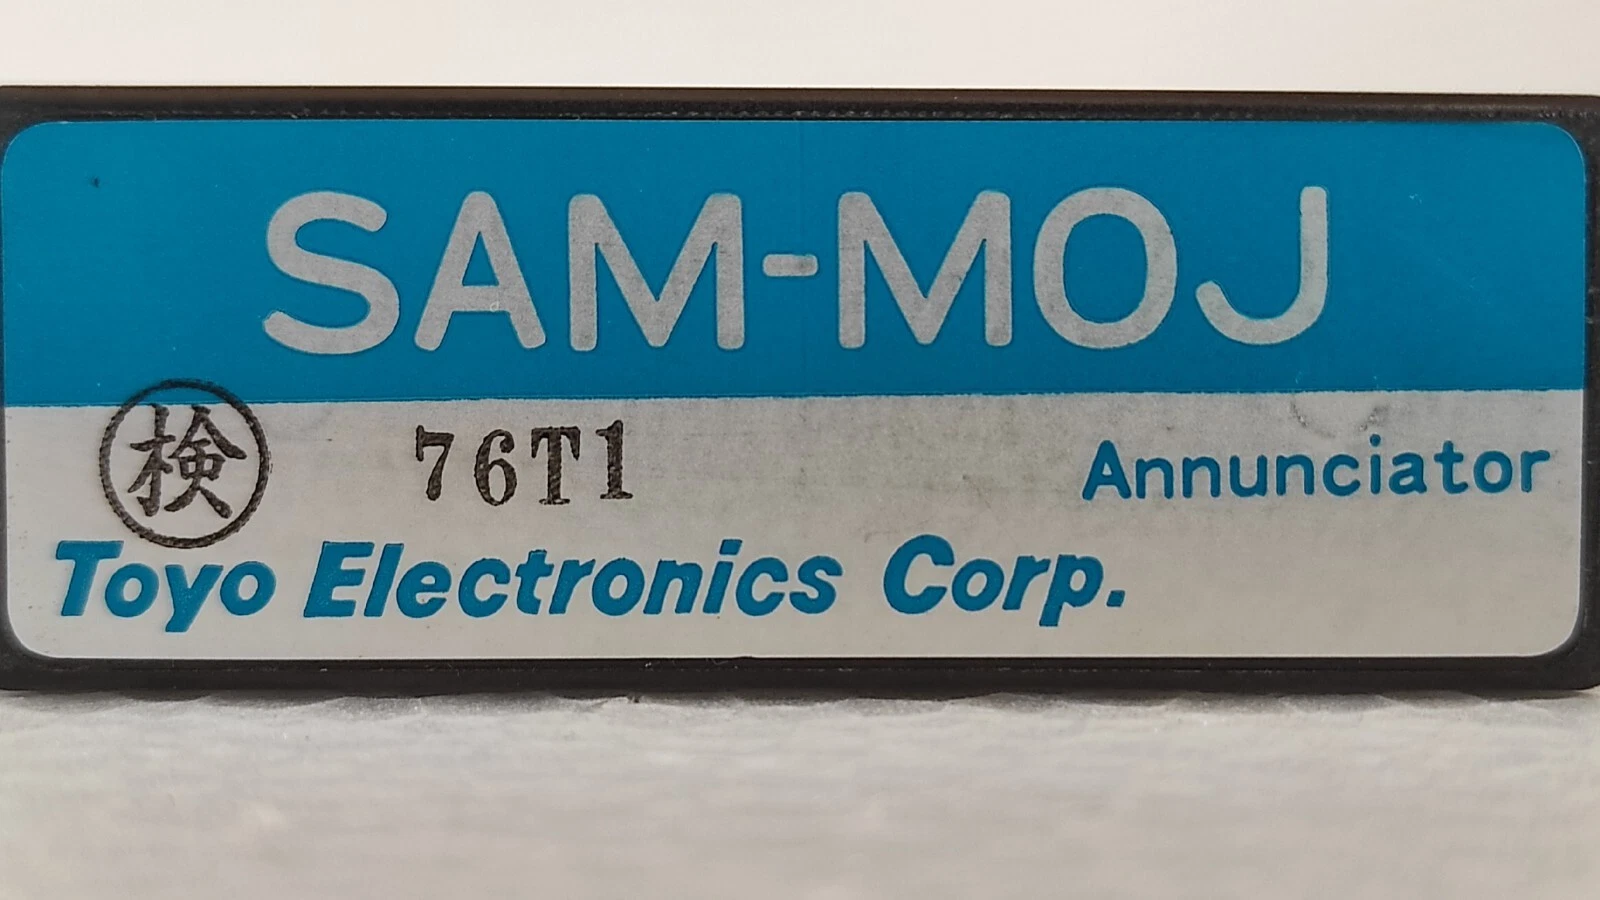 SAM-MOJ
検 76T1 Annunciator
Toyo Electronics Corp.